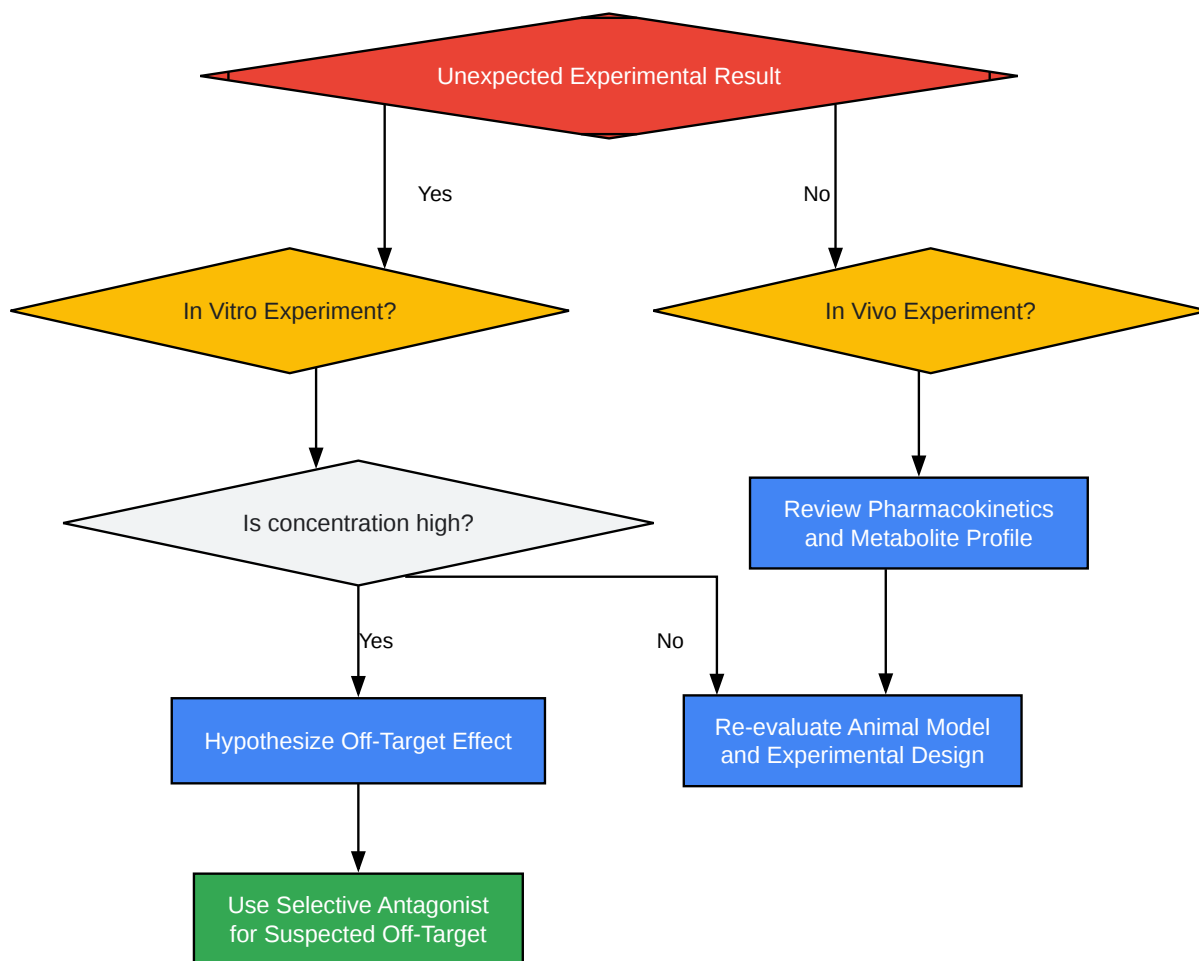 Unexpected Experimental Result
Yes
No
In Vitro Experiment?
In Vivo Experiment?
Is concentration high?
Review Pharmacokinetics
and Metabolite Profile
Yes
No
Hypothesize Off-Target Effect
Re-evaluate Animal Model
and Experimental Design
Use Selective Antagonist
for Suspected Off-Target